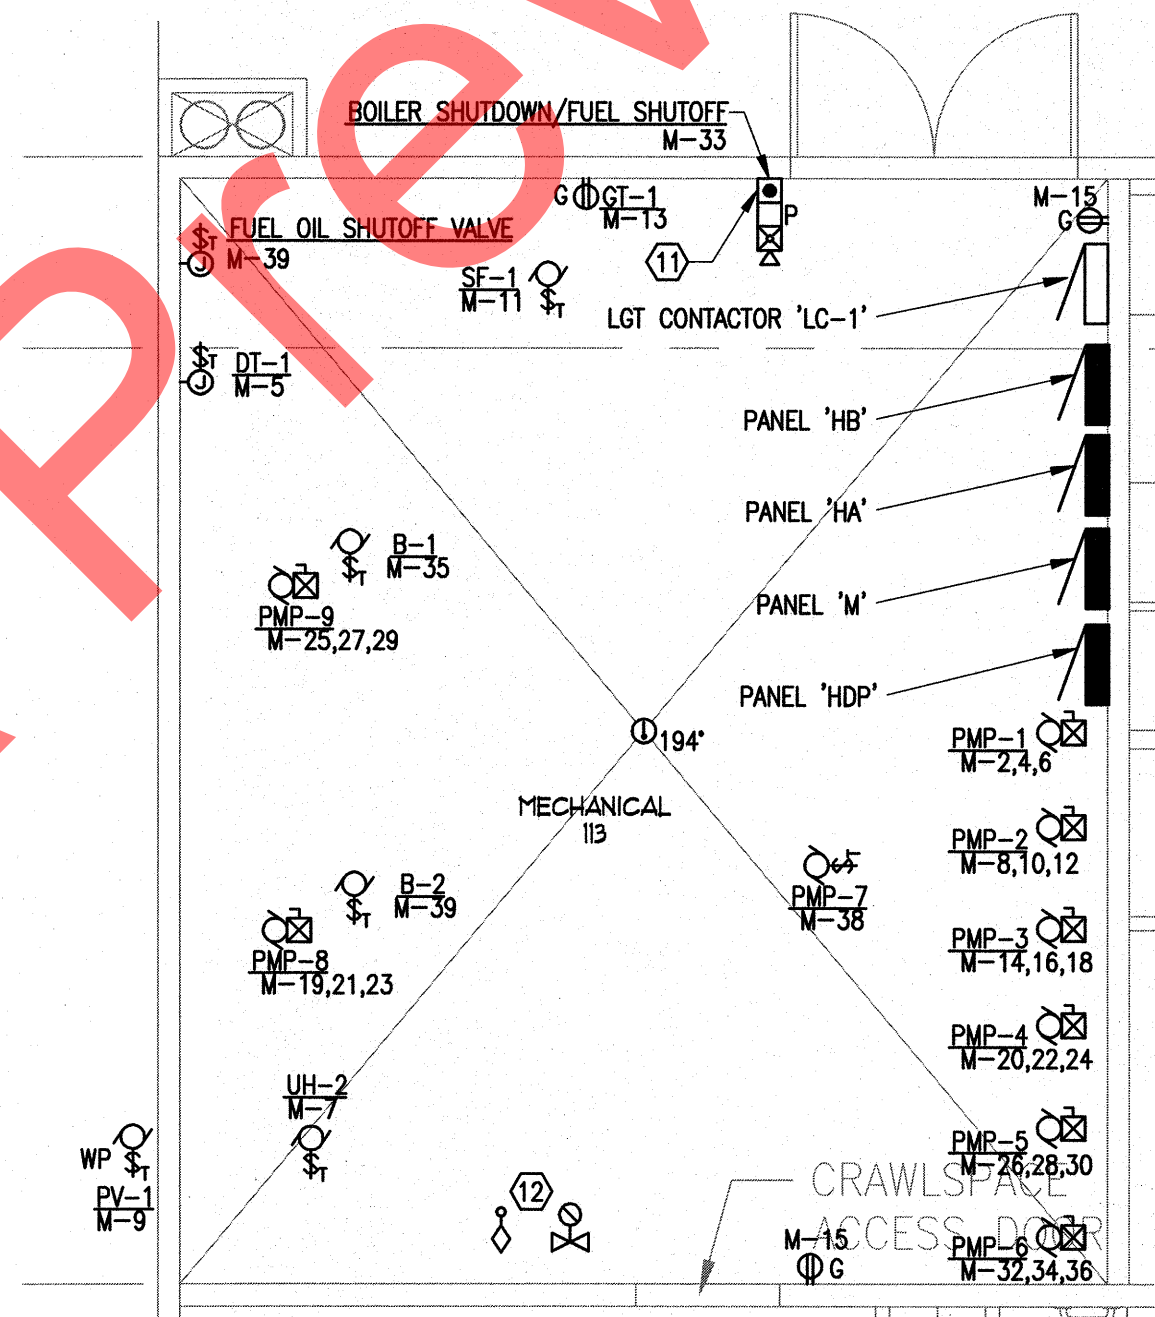 Prev
BOILER SHUTDOWN/FUEL SHUTOFF
M-33
G GT-1
M-13
P
M-15
G
$T FUEL OIL SHUTOFF VALVE
J M-39
11
SF-1
M-11 $T
LGT CONTACTOR 'LC-1'
$T DT-1
J M-5
PANEL 'HB'
PANEL 'HA'
B-1
M-35
$T
PMP-9
M-25,27,29
PANEL 'M'
PANEL 'HDP'
194°
PMP-1
M-2,4,6
MECHANICAL
113
PMP-2
M-8,10,12
$T
PMP-7
M-38
B-2
M-39
$T
PMP-8
M-19,21,23
PMP-3
M-14,16,18
PMP-4
M-20,22,24
UH-2
M-7
$T
PMP-5
M-26,28,30
WP $T
PV-1
M-9
12
CRAWLSPACE
ACCESS DOOR
M-15
G
PMP-6
M-32,34,36